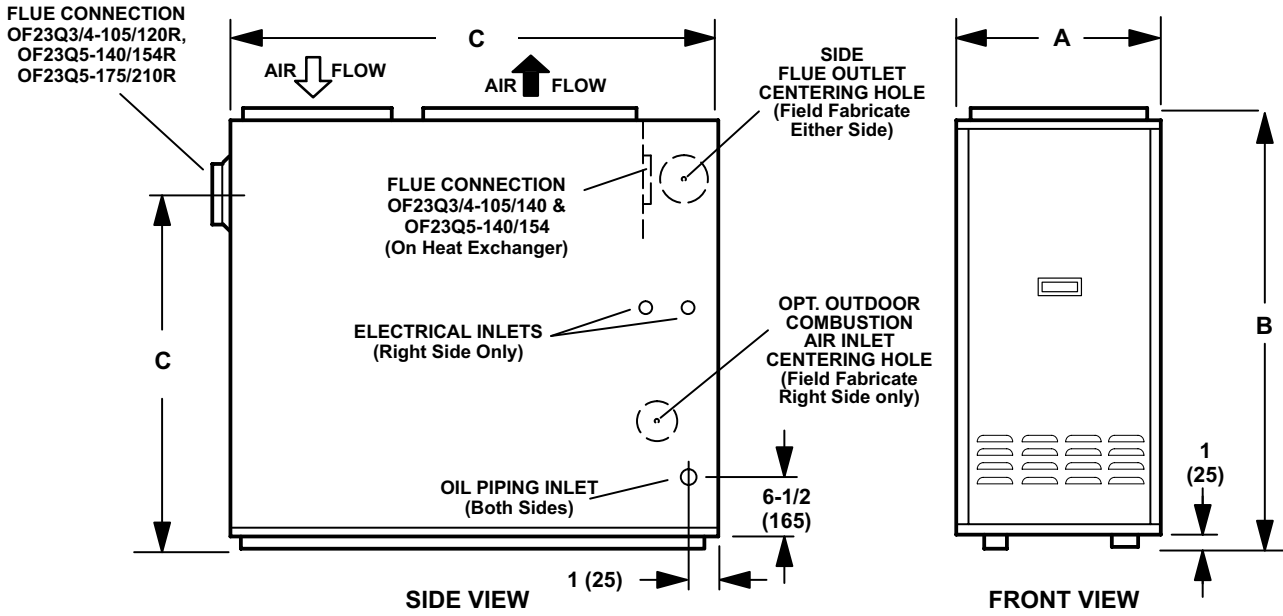 FLUE CONNECTION
OF23Q3/4-105/120R,
OF23Q5-140/154R
OF23Q5-175/210R
C
AIR FLOW
AIR FLOW
SIDE
FLUE OUTLET
CENTERING HOLE
(Field Fabricate
Either Side)
A
FLUE CONNECTION
OF23Q3/4-105/140 &
OF23Q5-140/154
(On Heat Exchanger)
C
ELECTRICAL INLETS
(Right Side Only)
OPT. OUTDOOR
COMBUSTION
AIR INLET
CENTERING HOLE
(Field Fabricate
Right Side only)
B
OIL PIPING INLET
(Both Sides)
6-1/2
(165)
1
(25)
1 (25)
SIDE VIEW
FRONT VIEW